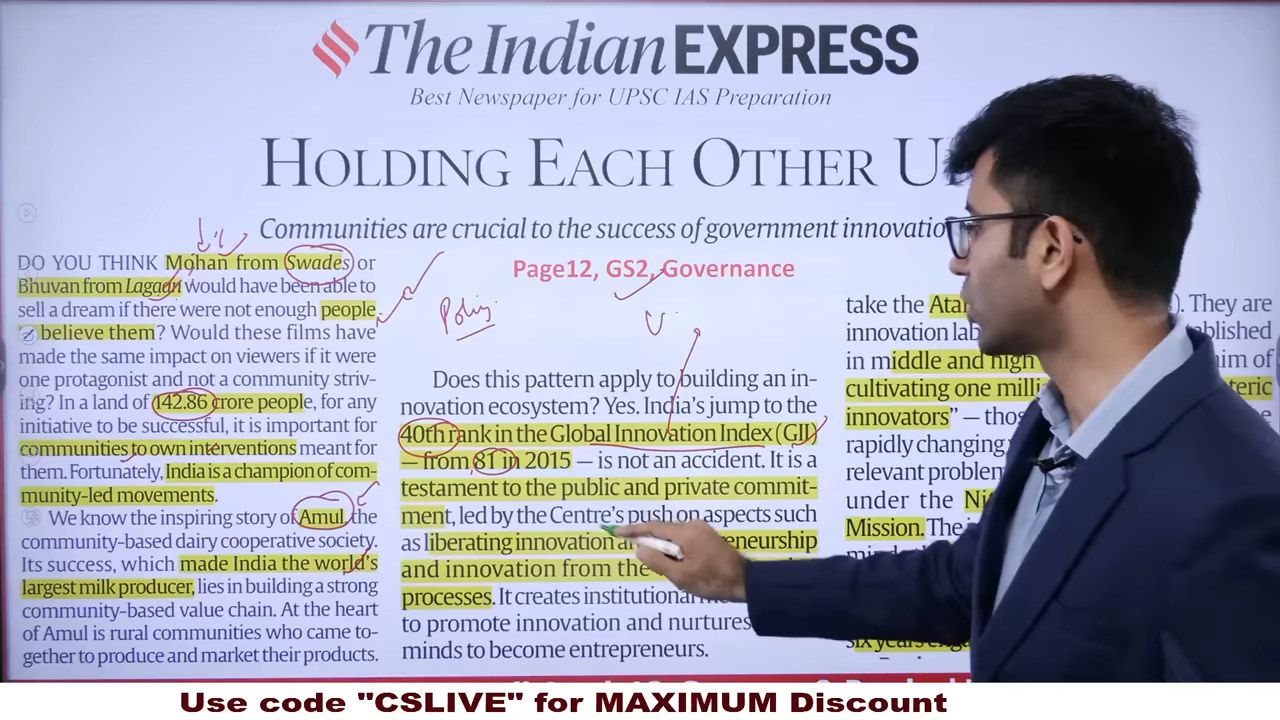 The Indian EXPRESS
Best Newspaper for UPSC IAS Preparation
HOLDING EACH OTHER U
Communities are crucial to the success of government innovatio
Page12, GS2, Governance
DO YOU THINK Mohan from Swades or
Bhuvan from Lagaan would have been able to
sell a dream if there were not enough people
believe them? Would these films have
made the same impact on viewers if it were
one protagonist and not a community striv-
ing? In a land of 142.86 crore people, for any
initiative to be successful, it is important for
communities to own interventions meant for
them. Fortunately, India is a champion of com-
munity-led movements.
We know the inspiring story of Amul, the
community-based dairy cooperative society.
Its success, which made India the world's
largest milk producer, lies in building a strong
community-based value chain. At the heart
of Amul is rural communities who came to-
gether to produce and market their products.
Policy
Does this pattern apply to building an in-
novation ecosystem? Yes. India's jump to the
40th rank in the Global Innovation Index (GII)
— from 81 in 2015 — is not an accident. It is a
testament to the public and private commit-
ment, led by the Centre's push on aspects such
as liberating innovation
and innovation from the
processes. It creates institutional
to promote innovation and nurtures
minds to become entrepreneurs.
take the They are
innovation
in middle and high
cultivating one
innovators" —
rapidly changing
relevant
under the
Mission.
Use code "CSLIVE" for MAXIMUM Discount